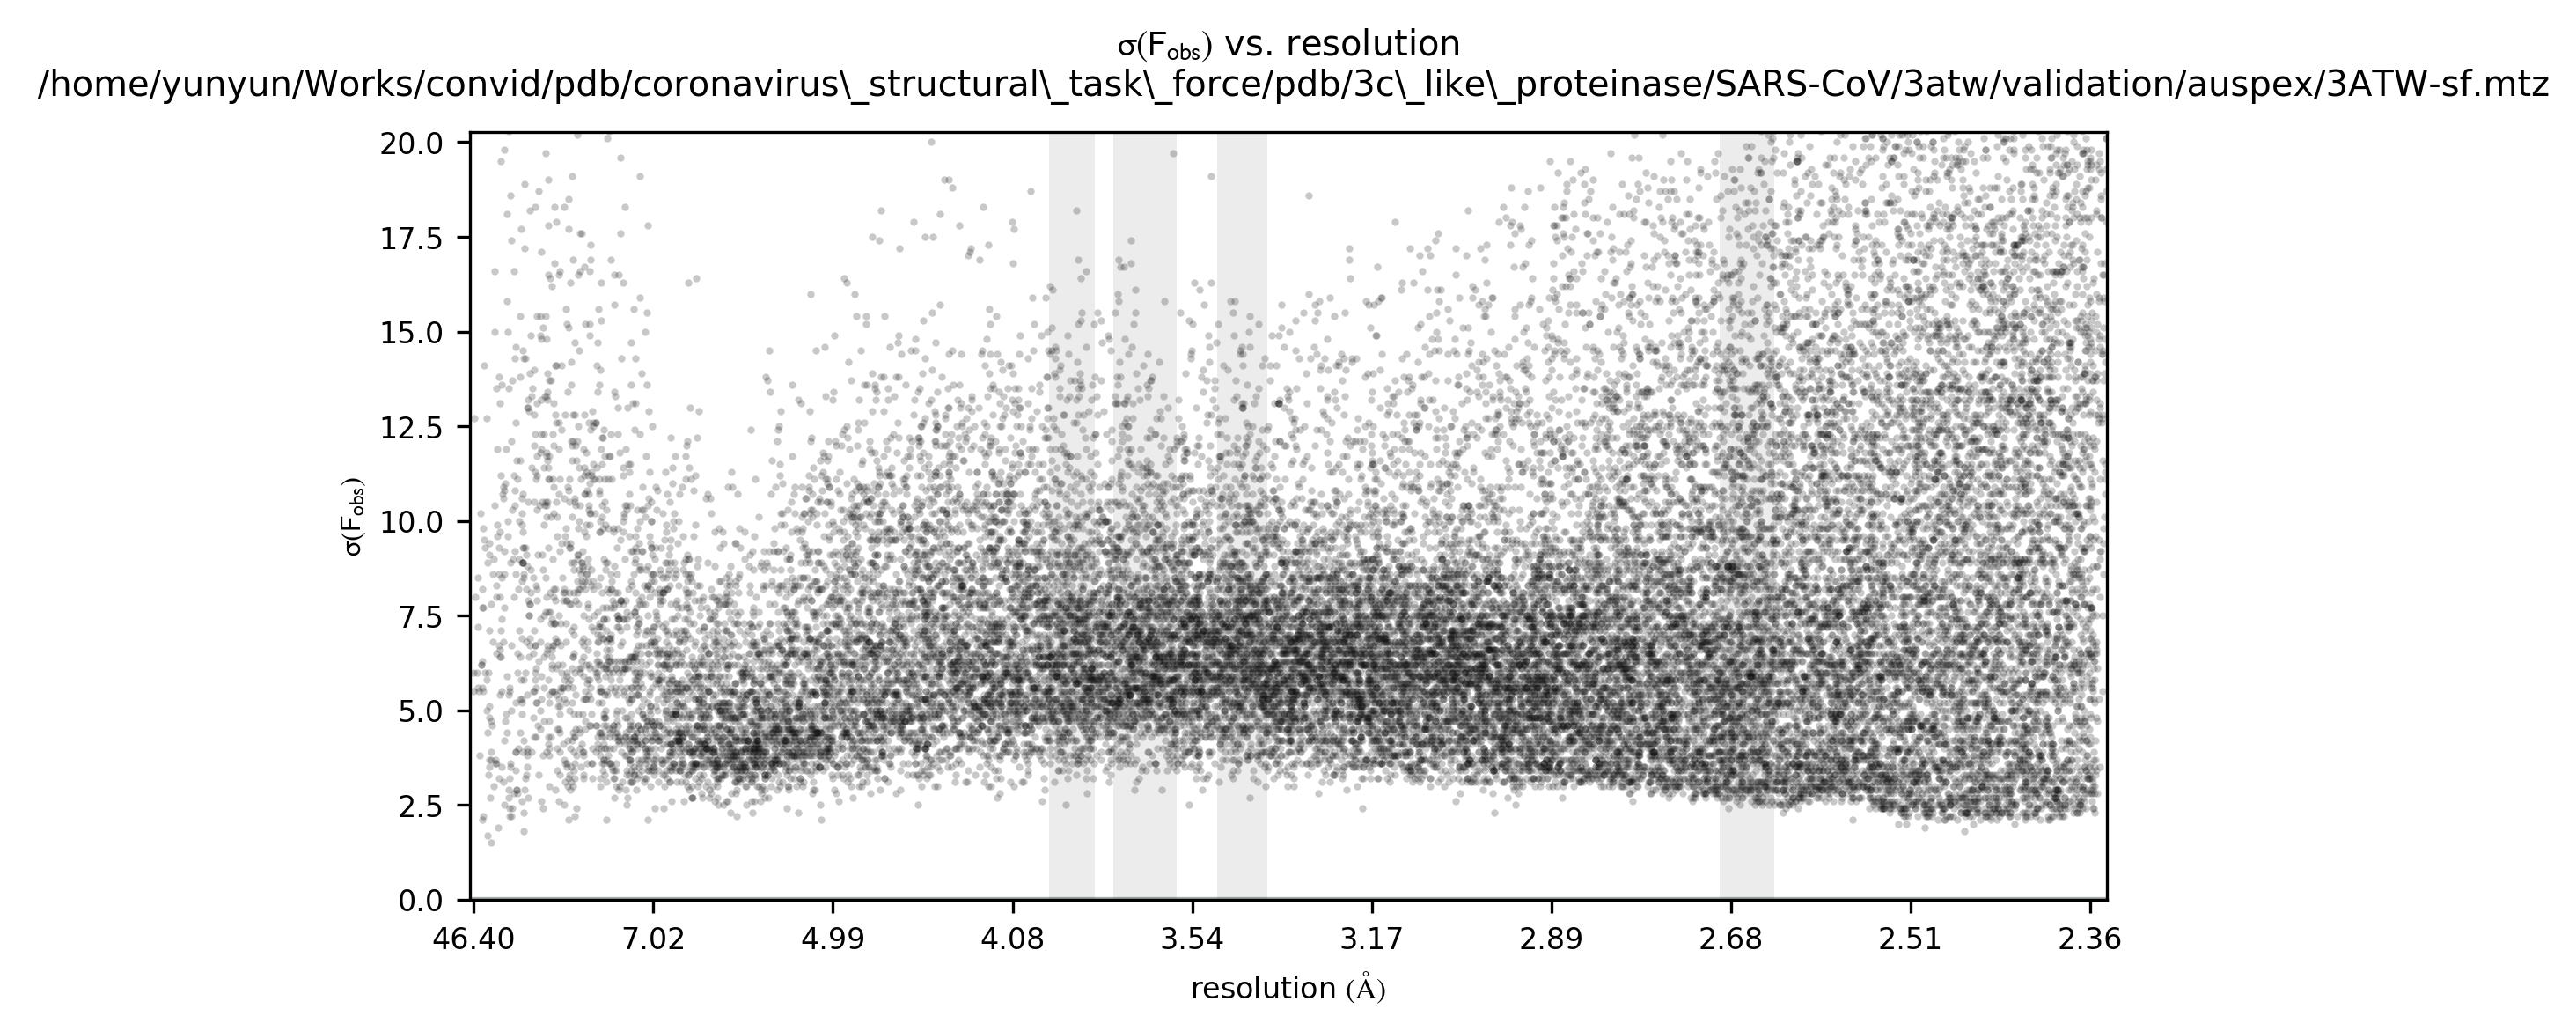 σ(Fobs) vs. resolution
/home/yunyun/Works/convid/pdb/coronavirus\_structural\_task\_force/pdb/3c\_like\_proteinase/SARS-CoV/3atw/validation/auspex/3ATW-sf.mtz
20.0
17.5
15.0
12.5
10.0
7.5
5.0
2.5
0.0
σ(Fobs)
46.40 7.02 4.99 4.08 3.54 3.17 2.89 2.68 2.51 2.36
resolution (Å)